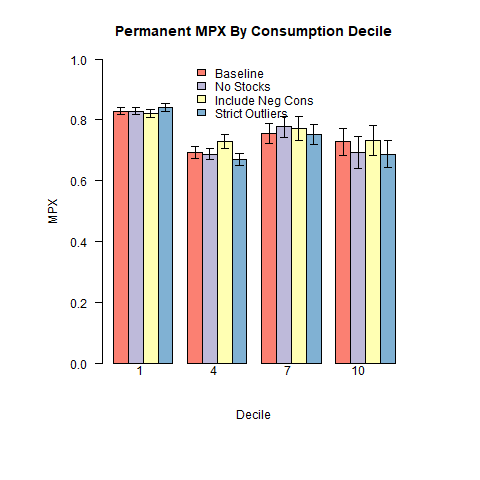 Permanent MPX By Consumption Decile
Baseline
No Stocks
Include Neg Cons
Strict Outliers
MPX
1.0
0.8
0.6
0.4
0.2
0.0
1 4 7 10
Decile